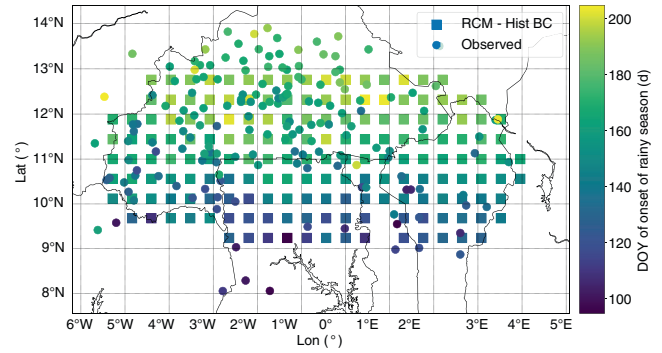 14°N
13°N
12°N
11°N
10°N
9°N
8°N
Lat (°)
RCM - Hist BC
Observed
6°W 5°W 4°W 3°W 2°W 1°W 0° 1°E 2°E 3°E 4°E 5°E
Lon (°)
200
180
160
140
120
100
DOY of onset of rainy season (d)